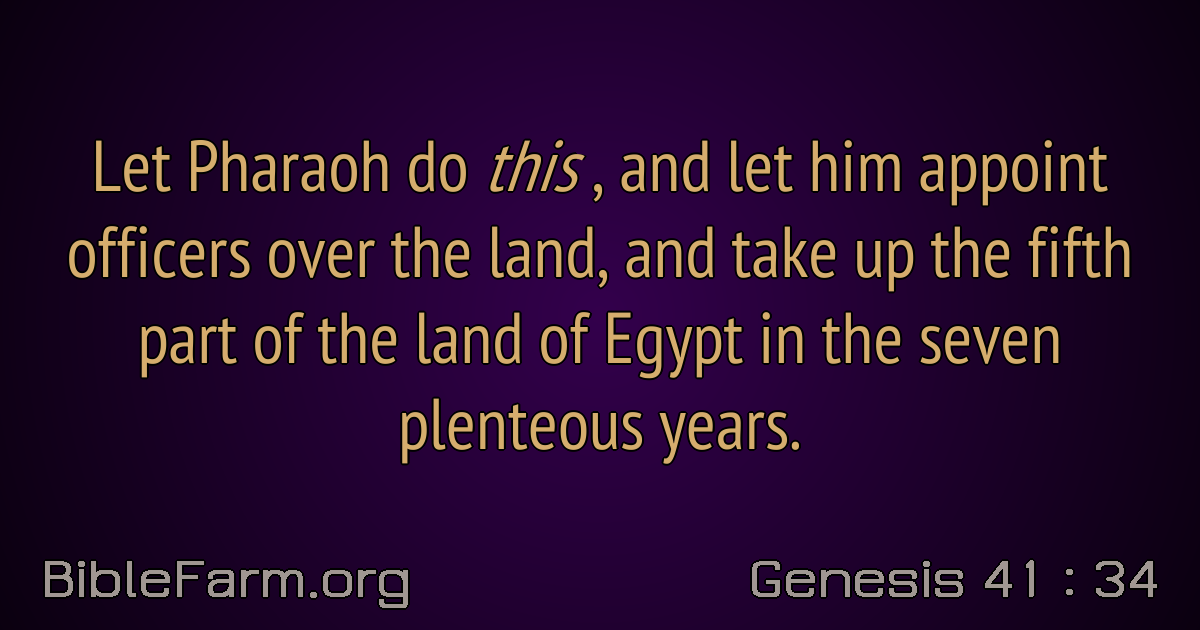 Let Pharaoh do this , and let him appoint
officers over the land, and take up the fifth
part of the land of Egypt in the seven
plenteous years.
BibleFarm.org
Genesis 41 : 34